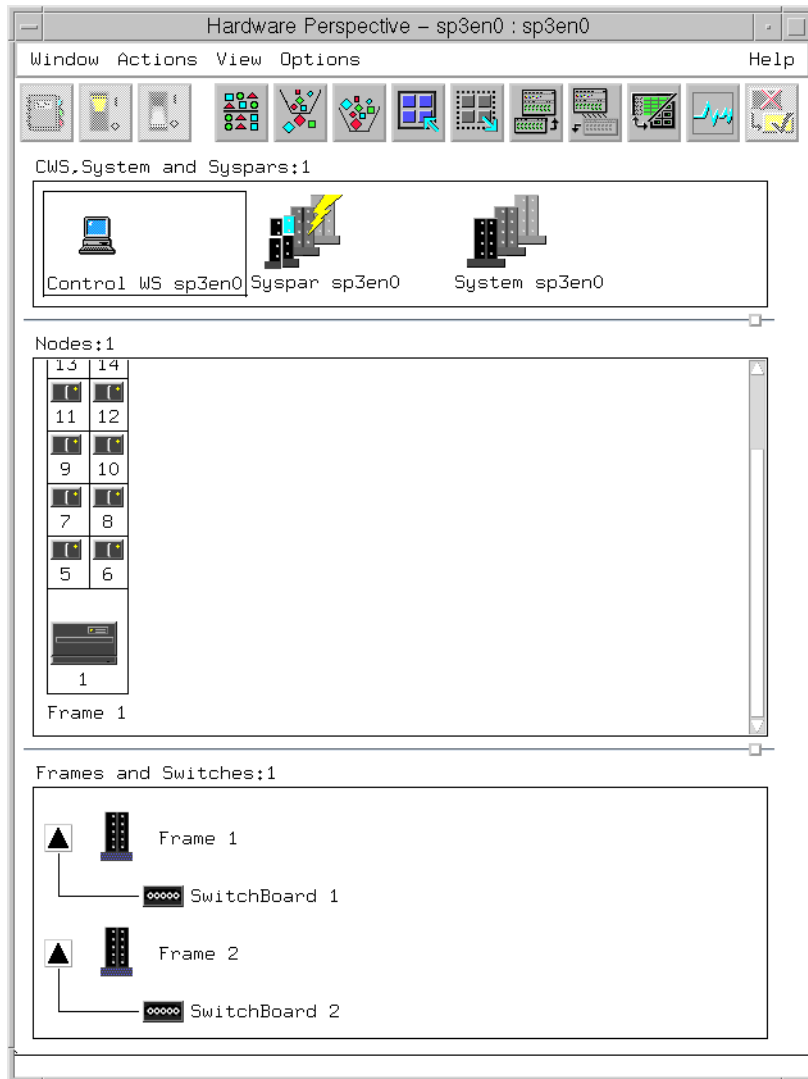 Hardware Perspective – sp3en0 : sp3en0
Window Actions View Options Help
CWS,System and Syspars:1
Control WS sp3en0 Syspar sp3en0 System sp3en0
Nodes:1
13 14
11 12
9 10
7 8
5 6
1
Frame 1
Frames and Switches:1
Frame 1
SwitchBoard 1
Frame 2
SwitchBoard 2